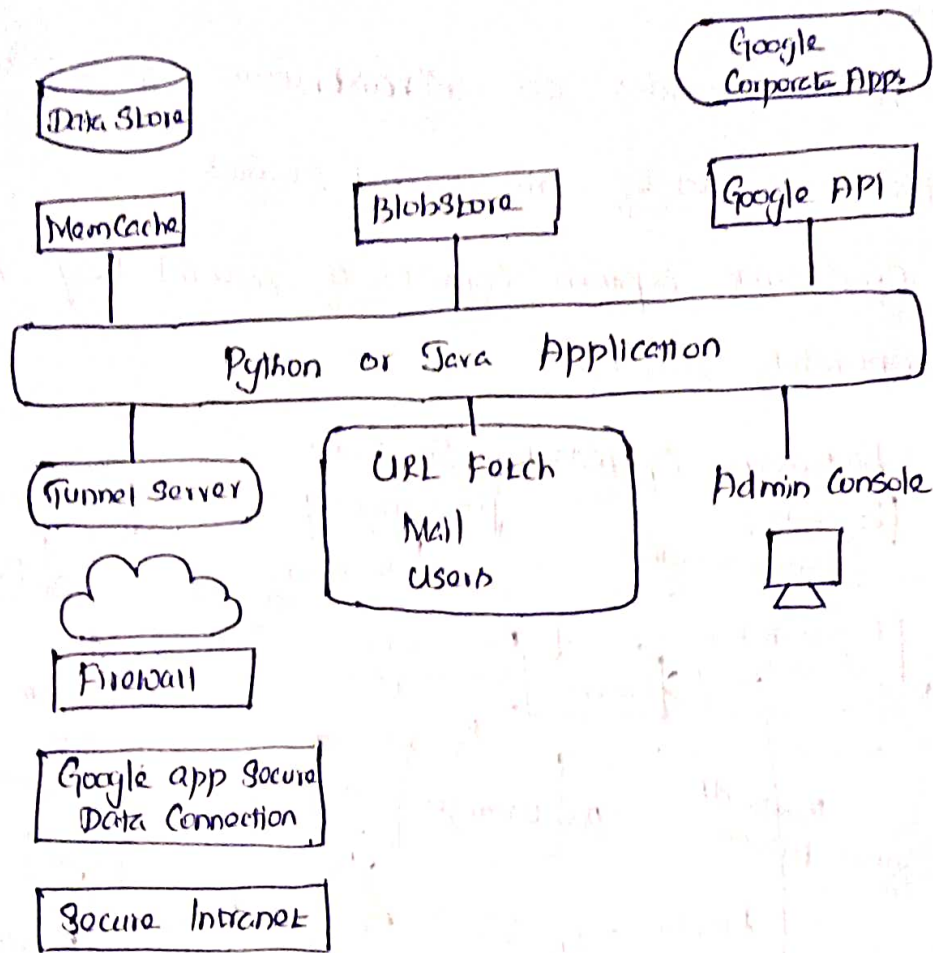 Google
Corporate Apps
Data Store
MemCache
BlobStore
Google API
Python or Java Application
Tunnel Server
URL Fetch
Mail
Users
Admin Console
Firewall
Google app Secure
Data Connection
Secure Intranet